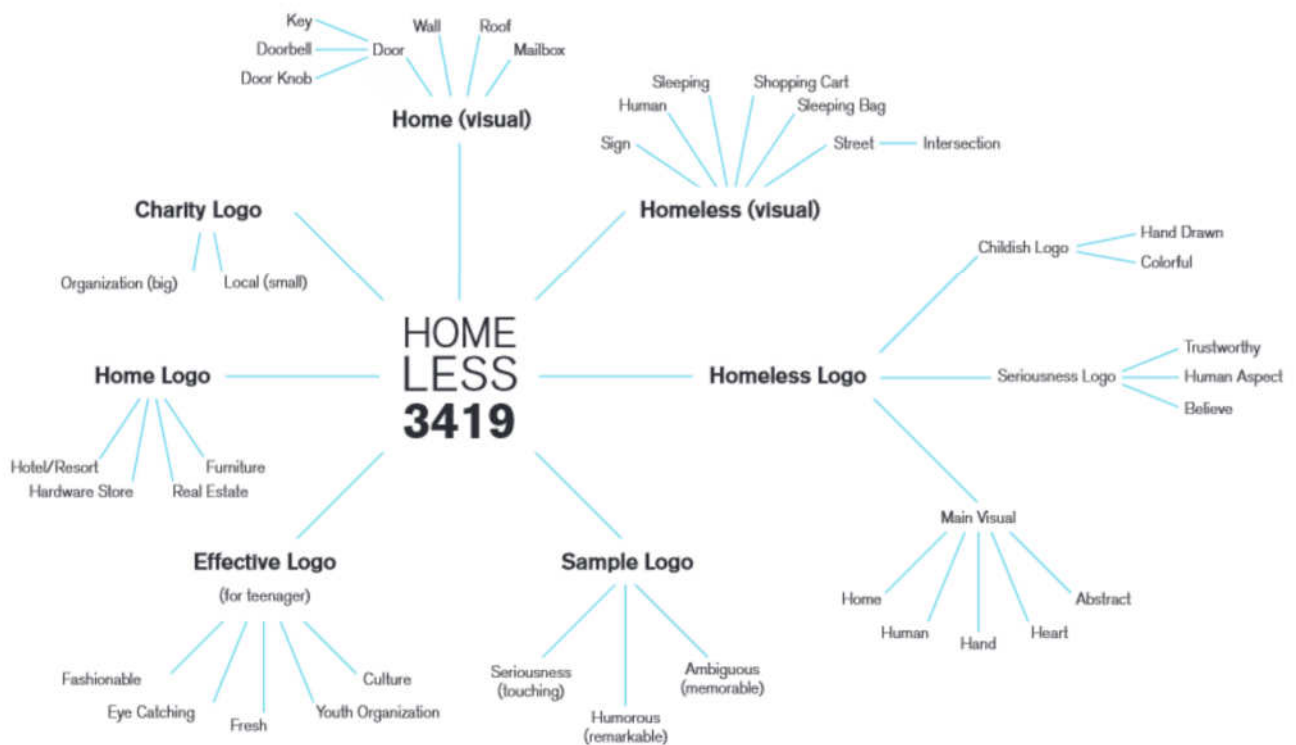 Key
Wall
Roof
Doorbell
Door
Mailbox
Door Knob
Home (visual)
Sleeping
Shopping Cart
Human
Sleeping Bag
Sign
Street
Intersection
Homeless (visual)
Charity Logo
Organization (big)
Local (small)
Childish Logo
Hand Drawn
Colorful
HOME
LESS
3419
Home Logo
Hotel/Resort
Furniture
Hardware Store
Real Estate
Homeless Logo
Seriousness Logo
Trustworthy
Human Aspect
Believe
Main Visual
Home
Abstract
Human
Heart
Hand
Effective Logo
(for teenager)
Fashionable
Culture
Eye Catching
Youth Organization
Fresh
Sample Logo
Seriousness
(touching)
Ambiguous
(memorable)
Humorous
(remarkable)